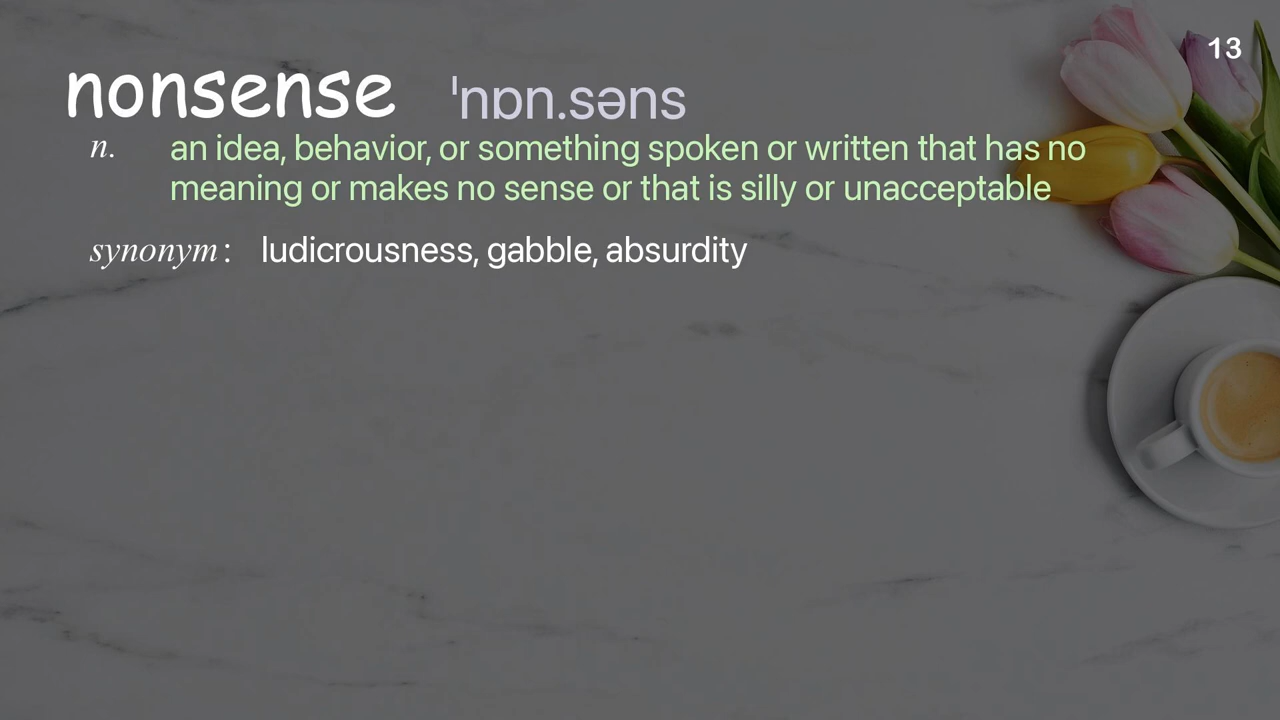 13
nonsense ˈnɒn.səns
n. an idea, behavior, or something spoken or written that has no
meaning or makes no sense or that is silly or unacceptable
synonym : ludicrousness, gabble, absurdity